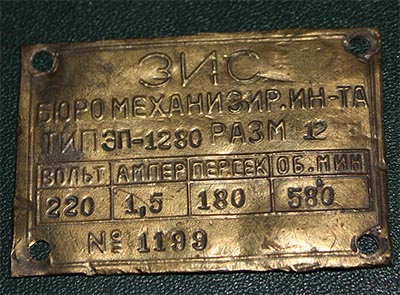 ЗИС
БЮРО МЕХАНИЗИР. ИН-ТА
ТИП ЭП-1280 РАЗМ 12
ВОЛЬТ АМПЕР ПЕР.СЕК ОБ. МИН
220 1,5 180 580
№ 1199